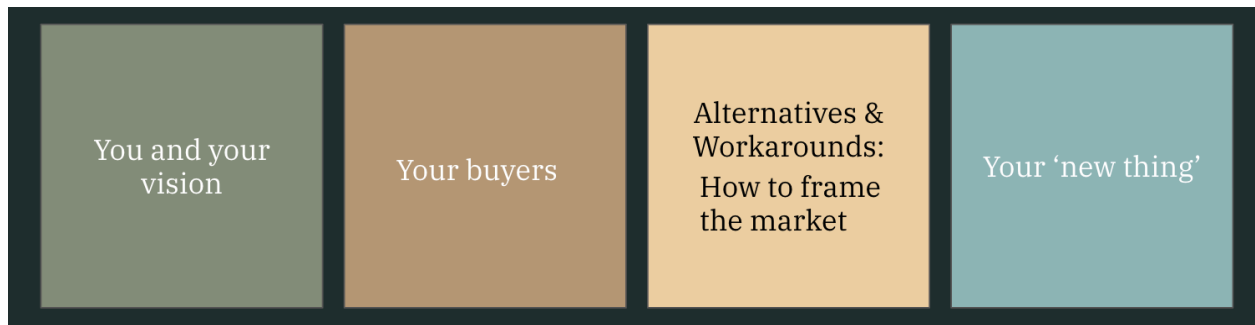 You and your
vision
Your buyers
Alternatives &
Workarounds:
How to frame
the market
Your ‘new thing’